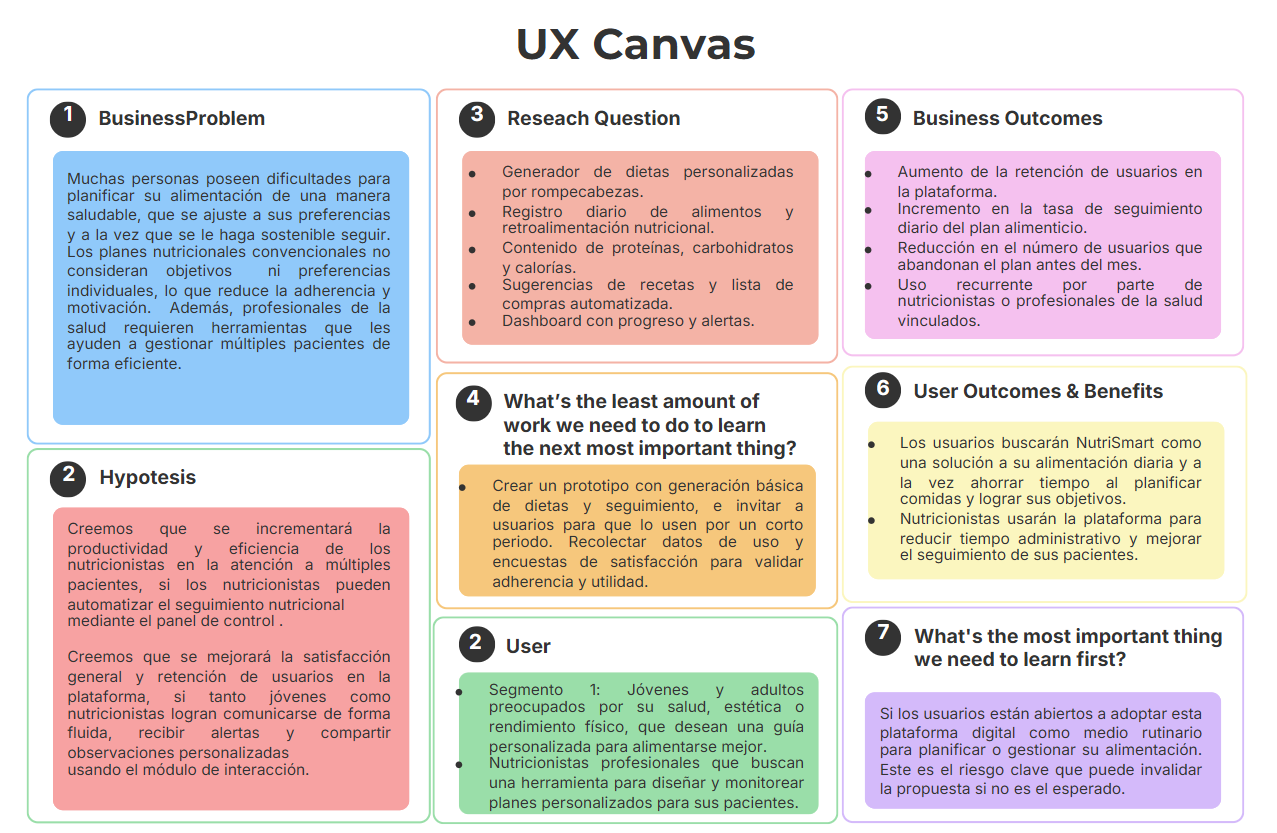 UX Canvas
1
BusinessProblem
Muchas personas poseen dificultades para
planificar su alimentación de una manera
saludable, que se ajuste a sus preferencias
y a la vez que se le haga sostenible seguir.
Los planes nutricionales convencionales no
consideran objetivos ni preferencias
individuales, lo que reduce la adherencia y
motivación. Además, profesionales de la
salud requieren herramientas que les
ayuden a gestionar múltiples pacientes de
forma eficiente.
2
Hypotesis
Creemos que se incrementará la
productividad y eficiencia de los
nutricionistas en la atención a múltiples
pacientes, si los nutricionistas pueden
automatizar el seguimiento nutricional
mediante el panel de control .
Creemos que se mejorará la satisfacción
general y retención de usuarios en la
plataforma, si tanto jóvenes como
nutricionistas logran comunicarse de forma
fluida, recibir alertas y compartir
observaciones personalizadas
usando el módulo de interacción.
3
Reseach Question
• Generador de dietas personalizadas
por rompecabezas.
• Registro diario de alimentos y
retroalimentación nutricional.
• Contenido de proteínas, carbohidratos
y calorías.
• Sugerencias de recetas y lista de
compras automatizada.
• Dashboard con progreso y alertas.
4
What’s the least amount of
work we need to do to learn
the next most important thing?
• Crear un prototipo con generación básica
de dietas y seguimiento, e invitar a
usuarios para que lo usen por un corto
periodo. Recolectar datos de uso y
encuestas de satisfacción para validar
adherencia y utilidad.
2
User
• Segmento 1: Jóvenes y adultos
preocupados por su salud, estética o
rendimiento físico, que desean una guía
personalizada para alimentarse mejor.
• Nutricionistas profesionales que buscan
una herramienta para diseñar y monitorear
planes personalizados para sus pacientes.
5
Business Outcomes
• Aumento de la retención de usuarios en
la plataforma.
• Incremento en la tasa de seguimiento
diario del plan alimenticio.
• Reducción en el número de usuarios que
abandonan el plan antes del mes.
• Uso recurrente por parte de
nutricionistas o profesionales de la salud
vinculados.
6
User Outcomes & Benefits
• Los usuarios buscarán NutriSmart como
una solución a su alimentación diaria y a
la vez ahorrar tiempo al planificar
comidas y lograr sus objetivos.
• Nutricionistas usarán la plataforma para
reducir tiempo administrativo y mejorar
el seguimiento de sus pacientes.
7
What's the most important thing
we need to learn first?
Si los usuarios están abiertos a adoptar esta
plataforma digital como medio rutinario
para planificar o gestionar su alimentación.
Este es el riesgo clave que puede invalidar
la propuesta si no es el esperado.